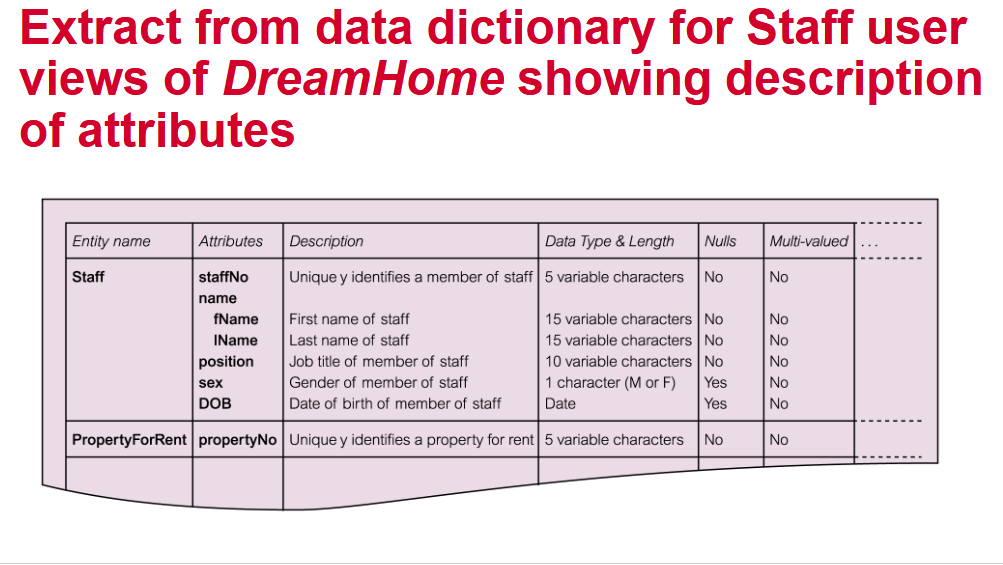 Extract from data dictionary for Staff user
views of DreamHome showing description
of attributes
Entity name Attributes Description Data Type & Length Nulls Multi-valued ...
Staff staffNo Unique y identifies a member of staff 5 variable characters No No
name
fName First name of staff 15 variable characters No No
lName Last name of staff 15 variable characters No No
position Job title of member of staff 10 variable characters No No
sex Gender of member of staff 1 character (M or F) Yes No
DOB Date of birth of member of staff Date Yes No
PropertyForRent propertyNo Unique y identifies a property for rent 5 variable characters No No